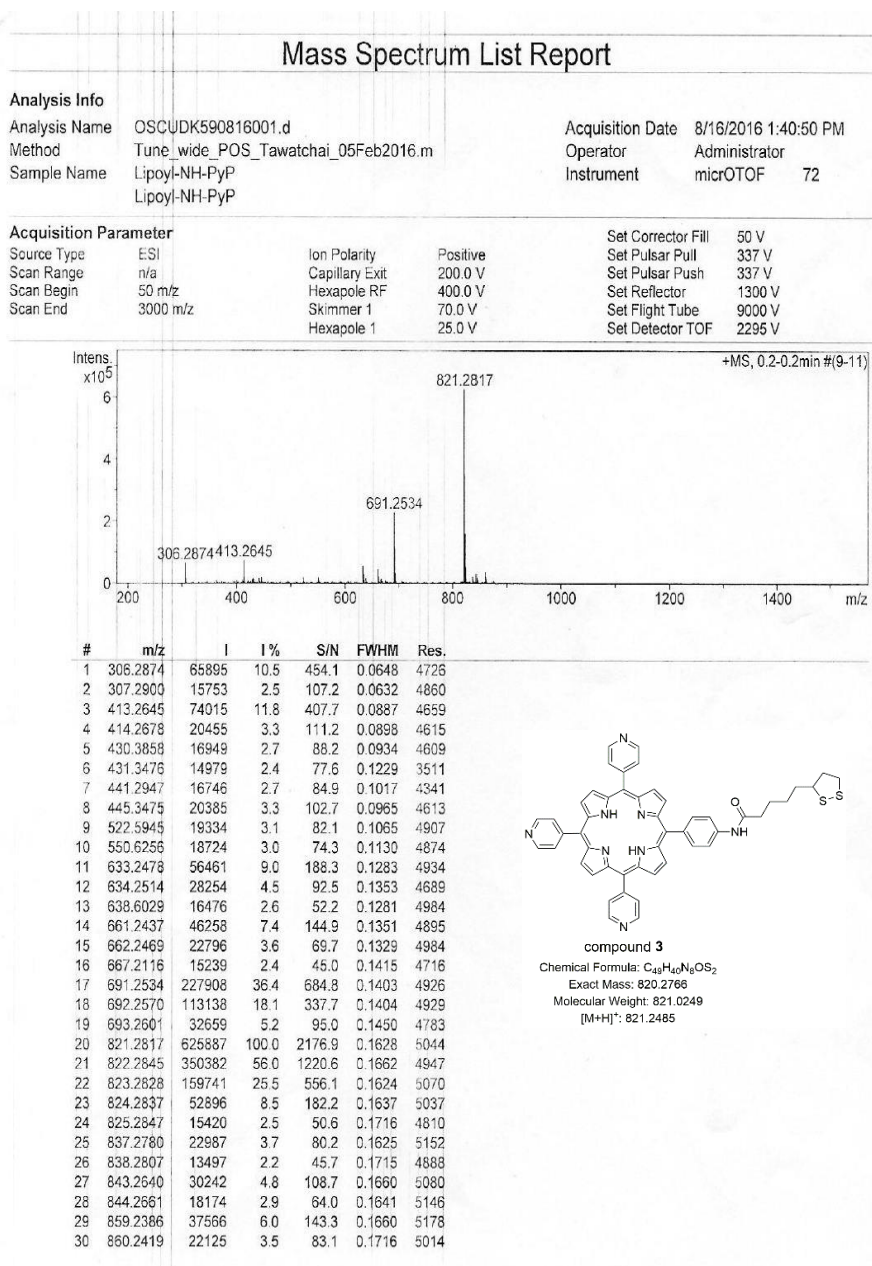 Mass Spectrum List Report
Analysis Info
Analysis Name OSCUDK590816001.d Acquisition Date 8/16/2016 1:40:50 PM
Method Tune_wide_POS_Tawatchai_05Feb2016.m Operator Administrator
Sample Name Lipoyl-NH-PyP Instrument micrOTOF 72
Lipoyl-NH-PyP
Acquisition Parameter Set Corrector Fill 50 V
Source Type ESI Ion Polarity Positive Set Pulsar Pull 337 V
Scan Range n/a Capillary Exit 200.0 V Set Pulsar Push 337 V
Scan Begin 50 m/z Hexapole RF 400.0 V Set Reflector 1300 V
Scan End 3000 m/z Skimmer 1 70.0 V Set Flight Tube 9000 V
Hexapole 1 25.0 V Set Detector TOF 2295 V
Intens. +MS, 0.2-0.2min #(9-11)
x10⁵
821.2817
6
4
691.2534
2
306.2874 413.2645
0
200 400 600 800 1000 1200 1400 m/z
# m/z I I % S/N FWHM Res.
1 306.2874 65895 10.5 454.1 0.0648 4726
2 307.2900 15753 2.5 107.2 0.0632 4860
3 413.2645 74015 11.8 407.7 0.0887 4659
4 414.2678 20455 3.3 111.2 0.0898 4615
5 430.3858 16949 2.7 88.2 0.0934 4609
6 431.3476 14979 2.4 77.6 0.1229 3511
7 441.2947 16746 2.7 84.9 0.1017 4341
8 445.3475 20385 3.3 102.7 0.0965 4613
9 522.5945 19334 3.1 82.1 0.1065 4907
10 550.6256 18724 3.0 74.3 0.1130 4874
11 633.2478 56461 9.0 188.3 0.1283 4934
12 634.2514 28254 4.5 92.5 0.1353 4689
13 638.6029 16476 2.6 52.2 0.1281 4984
14 661.2437 46258 7.4 144.9 0.1351 4895
15 662.2469 22796 3.6 69.7 0.1329 4984
16 667.2116 15239 2.4 45.0 0.1415 4716
17 691.2534 227908 36.4 684.8 0.1403 4926
18 692.2570 113138 18.1 337.7 0.1404 4929
19 693.2601 32659 5.2 95.0 0.1450 4783
20 821.2817 625887 100.0 2176.9 0.1628 5044
21 822.2845 350382 56.0 1220.6 0.1662 4947
22 823.2828 159741 25.5 556.1 0.1624 5070
23 824.2837 52896 8.5 182.2 0.1637 5037
24 825.2847 15420 2.5 50.6 0.1716 4810
25 837.2780 22987 3.7 80.2 0.1625 5152
26 838.2807 13497 2.2 45.7 0.1715 4888
27 843.2640 30242 4.8 108.7 0.1660 5080
28 844.2661 18174 2.9 64.0 0.1641 5146
29 859.2386 37566 6.0 143.3 0.1660 5178
30 860.2419 22125 3.5 83.1 0.1716 5014
N
NH N
N O S S
N HN NH
N
compound 3
Chemical Formula: C₄₉H₄₀N₈OS₂
Exact Mass: 820.2766
Molecular Weight: 821.0249
[M+H]⁺: 821.2485